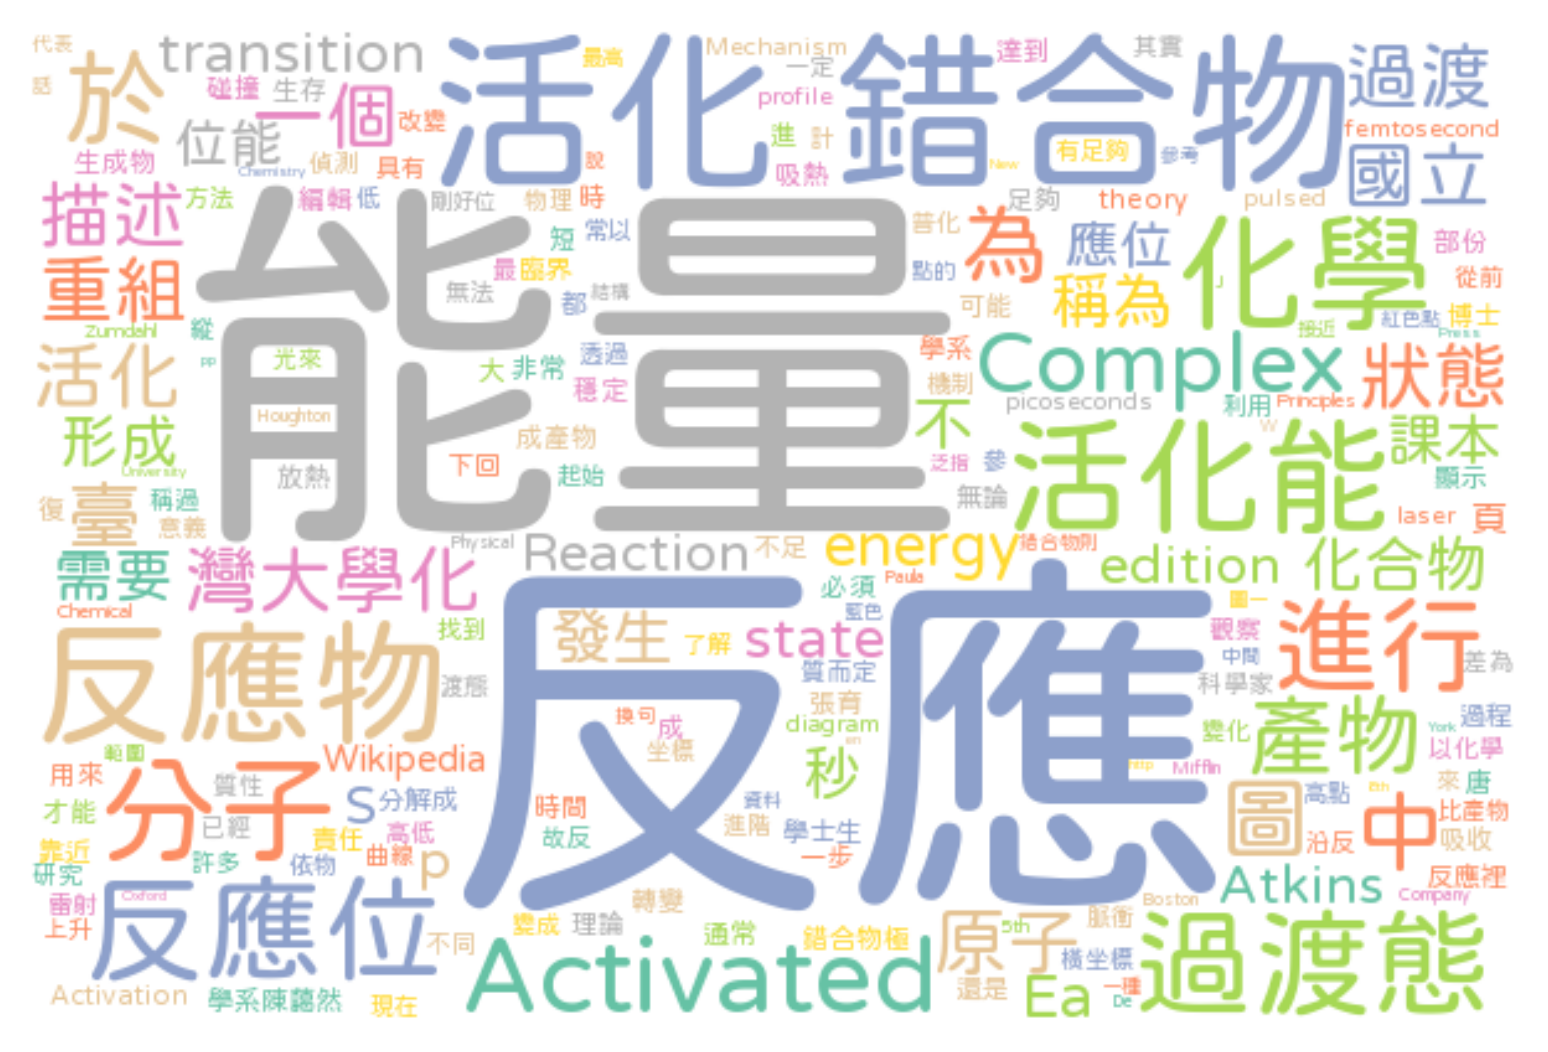 代表
話
於
transition
碰撞
生存
一個
改變
活化錯合物
最高
Mechanism
一定
profile
達到
其實
過渡
femtosecond
位能
生成物
Chemistry
偵測
具有
說
進
計
吸熱
New
有足夠
參考
國立
描述
方法
編輯
低
剛好位
物理
時
足夠
theory
pulsed
能量
短
常以
善化
為
應位
化學
部份
重組
最
臨界
無法
都
結構
點的
可能
稱為
J
從前
Zumdahl
縱
pp
光來
大
非常
透過
學系
Complex
接近
紅色點
博士
Press
活化
穩定
機制
picoseconds
利用
Principles
狀態
形成
Houghton
成產物
不
W
活化能
課本
University
放熱
下回
起始
泛指
參
顯示
復
臺
稱過
意義
無論
laser
頁
Physical
Reaction
不足
energy
錯合物則
edition
化合物
需要
灣大學化
Chemical
必須
Paula
藍色
圖一
反應
反應物
找到
發生
了解
state
觀察
進行
渡態
質而定
中間
科學家
差為
張育
換句
成
坐標
diagram
en
變化
產物
York
過程
以化學
範圍
用來
分子
Wikipedia
秒
http
Mifflin
來
唐
質性
才能
S
分解成
時間
資料
圖
高點
8th
中
比產物
已經
責任
高低
故反
進階
學士生
沿反
吸收
靠近
研究
許多
依物
曲線
p
一步
反應裡
雷射
Oxford
反應位
轉變
Atkins
Company
上升
不同
變成
理論
通常
錯合物極
Boston
原子
5th
脈衝
橫坐標
過渡態
Activated
Activation
學系陳藹然
現在
還是
Ea
一種
De